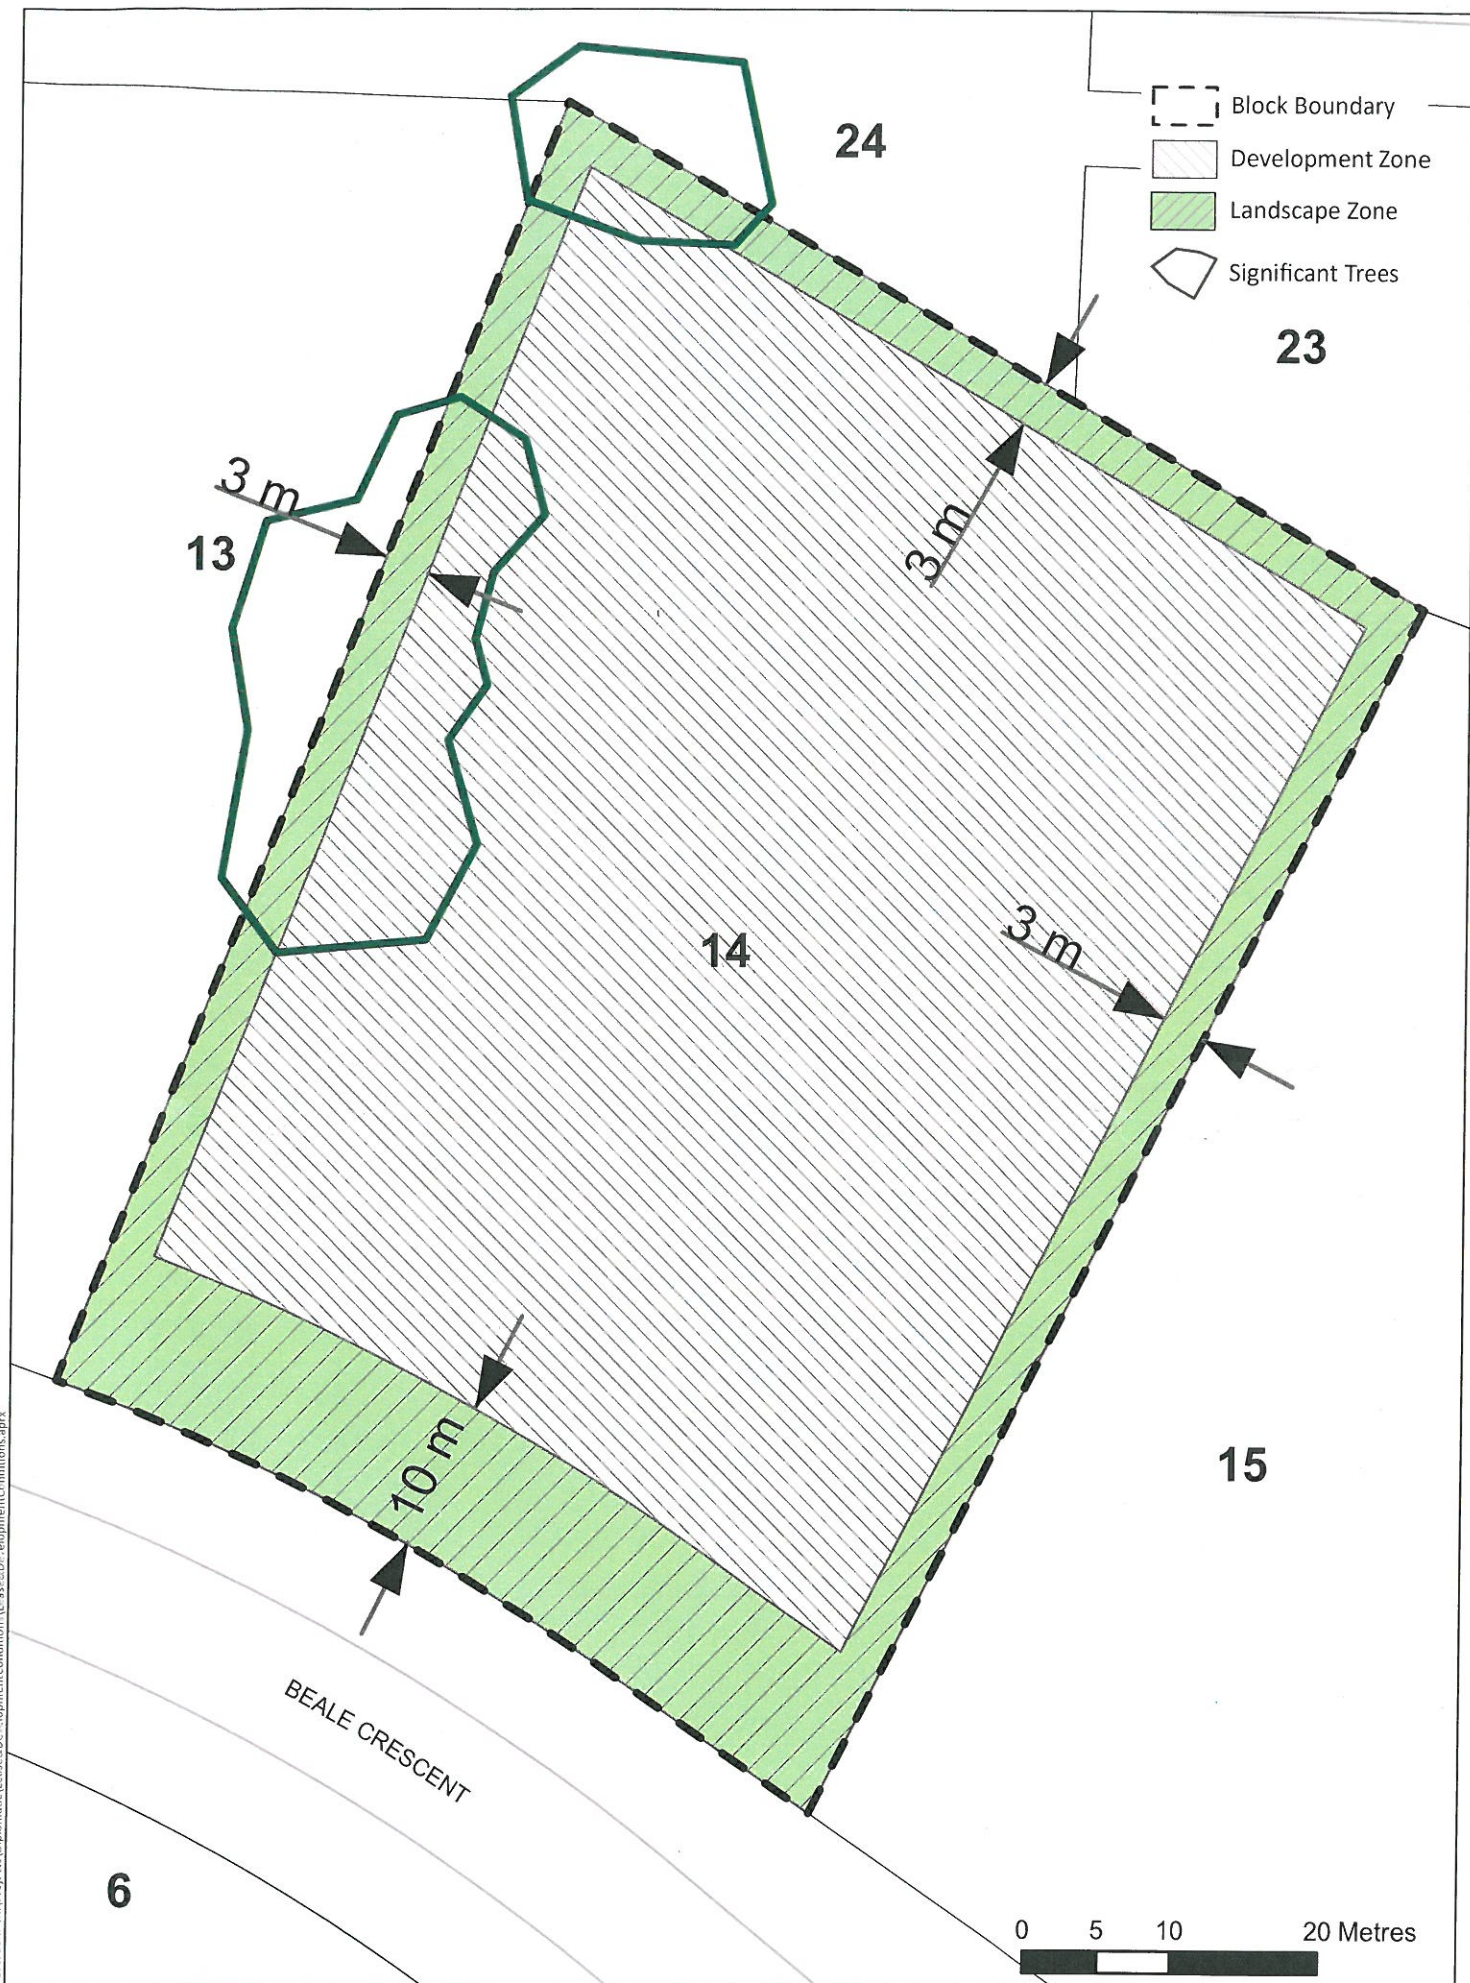 24
Block Boundary
Development Zone
Landscape Zone
Significant Trees
23
3 m
13
3 m
14
3 m
15
10 m
BEALE CRESCENT
6
0 5 10 20 Metres